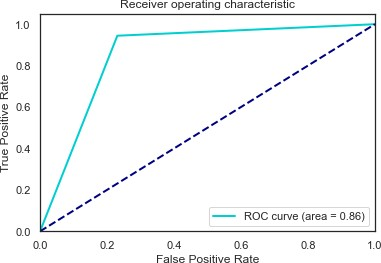 Receiver operating characteristic
True Positive Rate
1.0
0.8
0.6
0.4
0.2
0.0
ROC curve (area = 0.86)
0.0 0.2 0.4 0.6 0.8 1.0
False Positive Rate